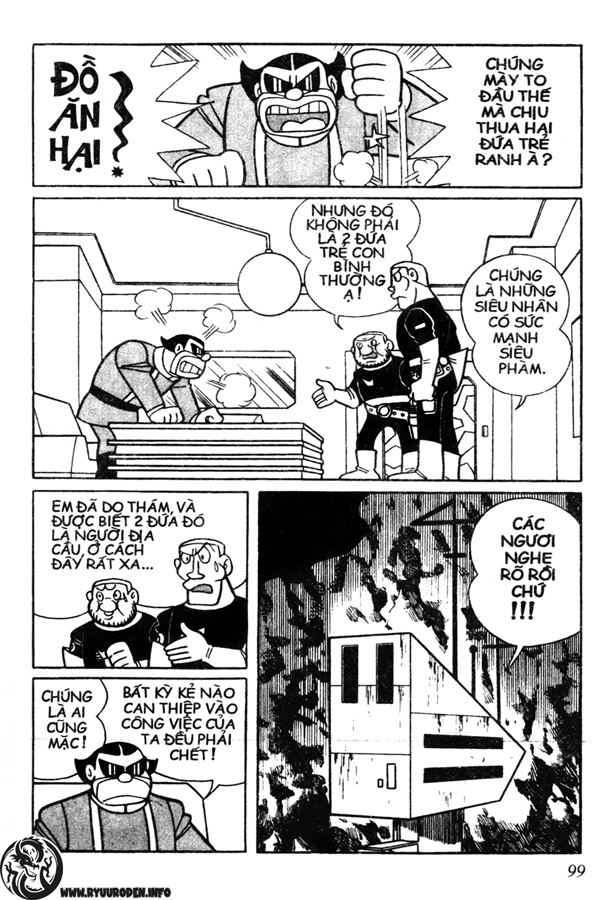 ĐỒ
ĂN
HẠI
CHÚNG
MÀY TO
ĐẦU THẾ
MÀ CHỊU
THUA HAI
ĐỨA TRẺ
RANH À?
NHƯNG ĐÓ
KHÔNG PHẢI
LÀ 2 ĐỨA
TRẺ CON
BÌNH
THƯỜNG
Ạ!
CHÚNG
LÀ NHỮNG
SIÊU NHÂN
CÓ SỨC
MẠNH
SIÊU
PHÀM.
EM ĐÃ DO THÁM, VÀ
ĐƯỢC BIẾT 2 ĐỨA ĐÓ
LÀ NGƯỜI ĐỊA
CẦU, Ở CÁCH
ĐÂY RẤT XA...
CHÚNG
LÀ AI
CŨNG
MẶC!
BẤT KỲ KẺ NÀO
CAN THIỆP VÀO
CÔNG VIỆC CỦA
TA ĐỀU PHẢI
CHẾT!
CÁC
NGƯƠI
NGHE
RÕ RỒI
CHỨ
!!!
99
WWW.RYUURODEN.INFO